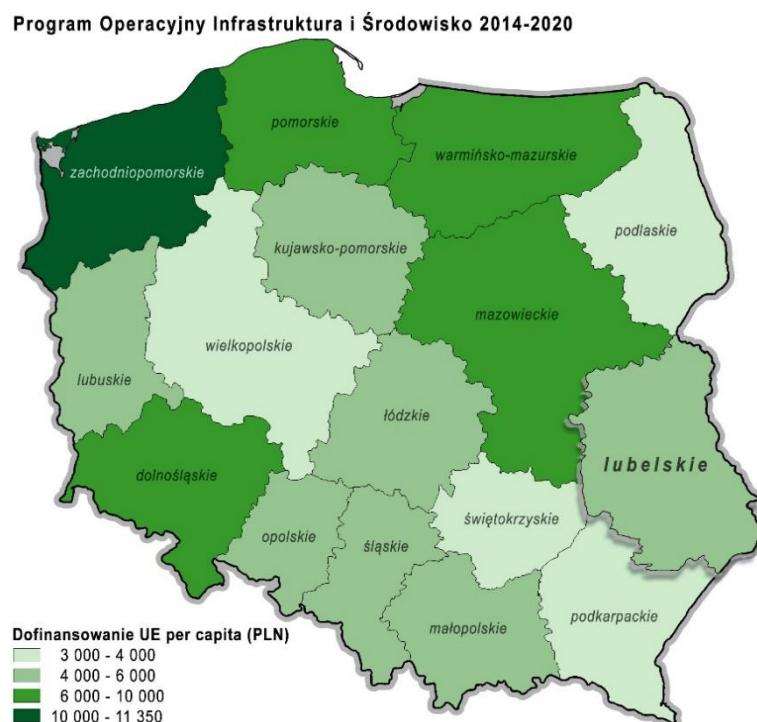 Program Operacyjny Infrastruktura i Środowisko 2014-2020
pomorskie
warmińsko-mazurskie
zachodniopomorskie
podlaskie
kujawsko-pomorskie
mazowieckie
wielkopolskie
lubuskie
łódzkie
lubelskie
dolnośląskie
świętokrzyskie
opolskie
śląskie
podkarpackie
małopolskie
Dofinansowanie UE per capita (PLN)
3 000 - 4 000
4 000 - 6 000
6 000 - 10 000
10 000 - 11 350